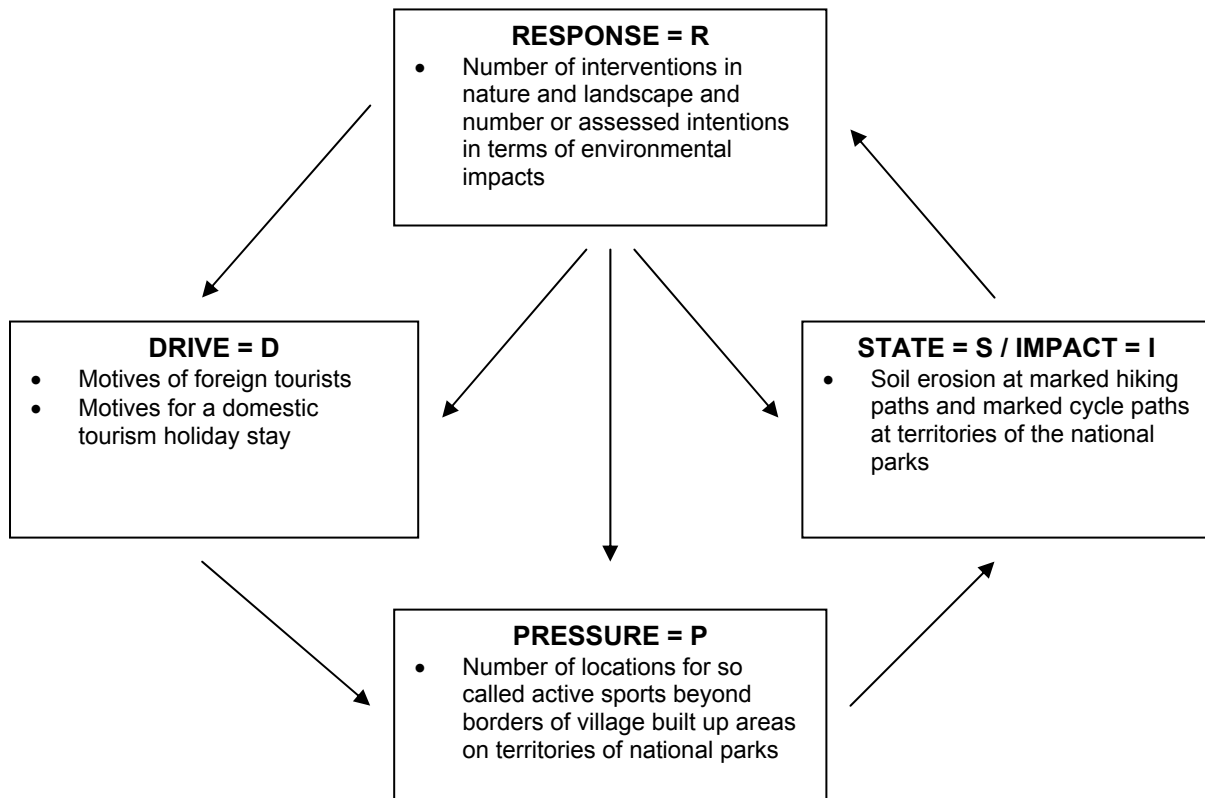 RESPONSE = R
• Number of interventions in
nature and landscape and
number or assessed intentions
in terms of environmental
impacts
DRIVE = D
• Motives of foreign tourists
• Motives for a domestic
tourism holiday stay
STATE = S / IMPACT = I
• Soil erosion at marked hiking
paths and marked cycle paths
at territories of the national
parks
PRESSURE = P
• Number of locations for so
called active sports beyond
borders of village built up areas
on territories of national parks